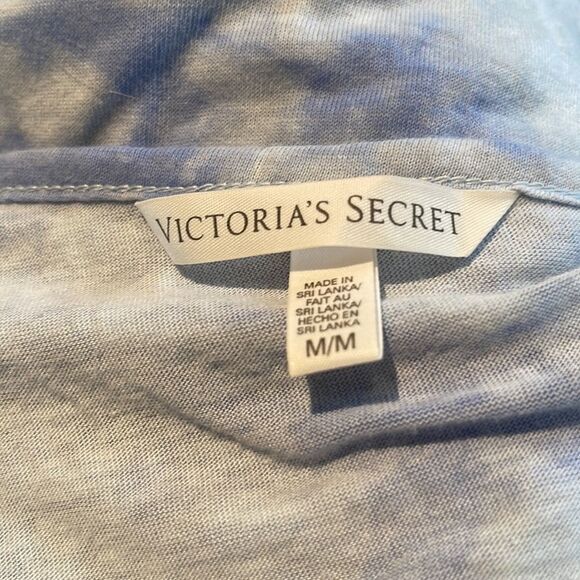 VICTORIA'S SECRET
MADE IN
SRI LANKA/
FAIT AU
SRI LANKA/
HECHO EN
SRI LANKA
M/M